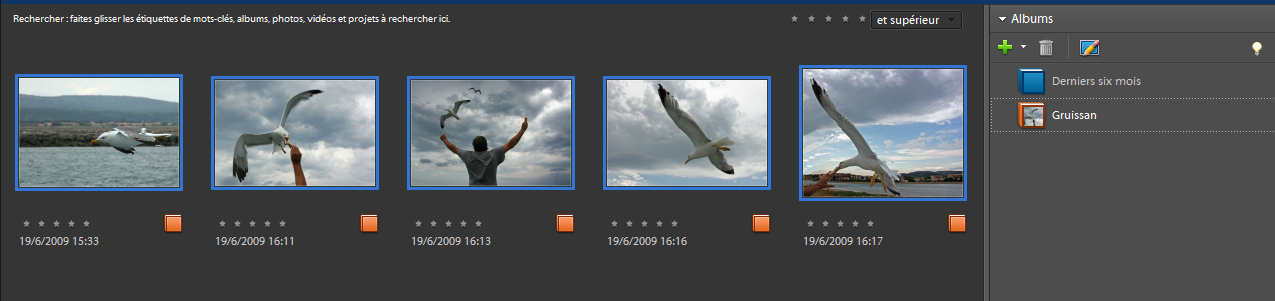 Rechercher : faites glisser les étiquettes de mots-clés, albums, photos, vidéos et projets à rechercher ici.
et supérieur
Albums
Derniers six mois
Gruissan
19/6/2009 15:33
19/6/2009 16:11
19/6/2009 16:13
19/6/2009 16:16
19/6/2009 16:17